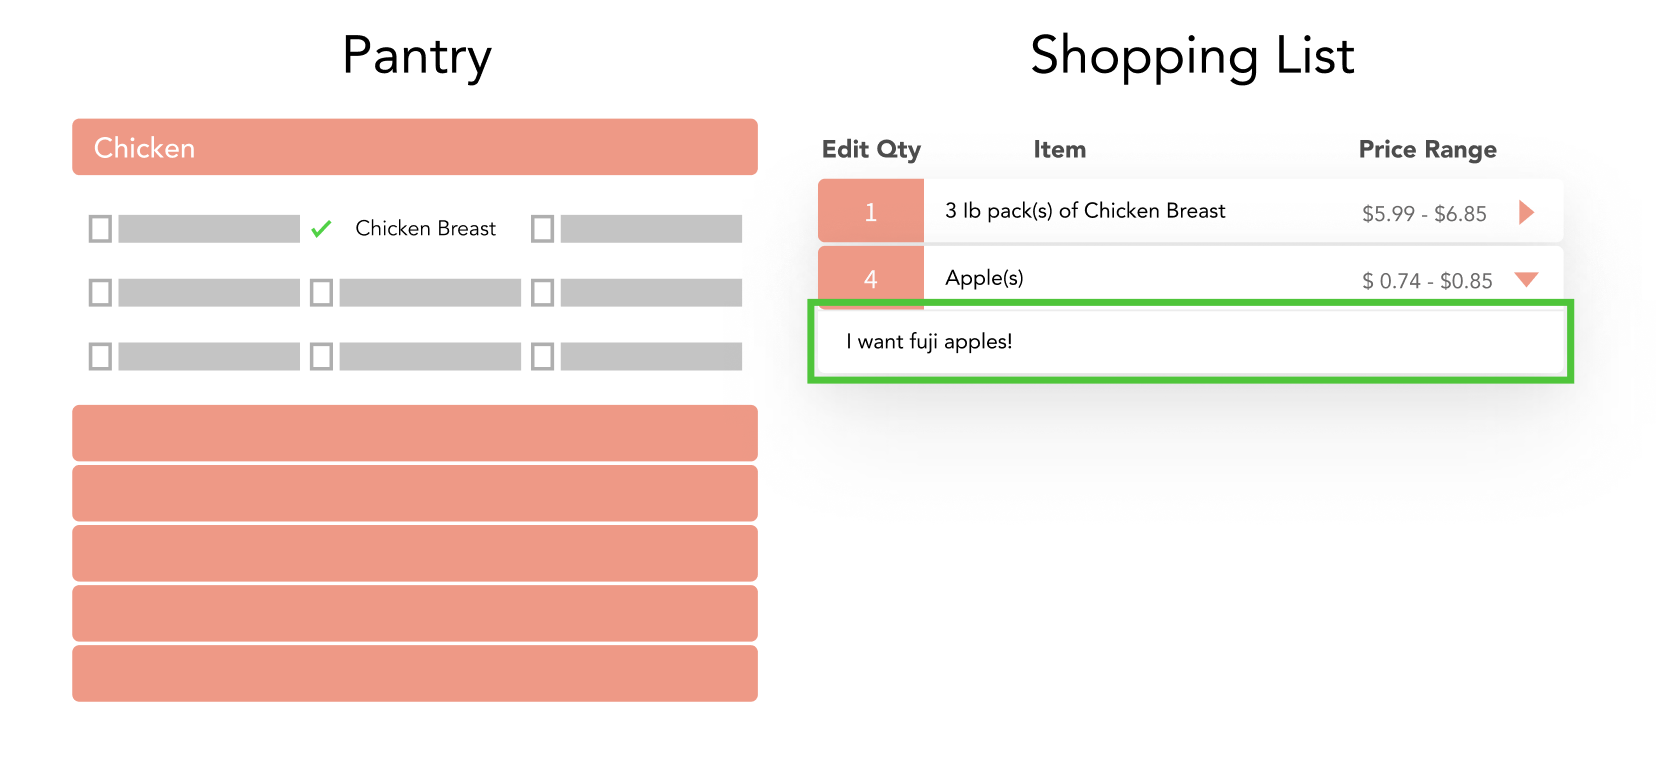 Pantry
Chicken
Chicken Breast
Shopping List
Edit Qty Item Price Range
1 3 lb pack(s) of Chicken Breast $5.99 - $6.85
4 Apple(s) $ 0.74 - $0.85
I want fuji apples!